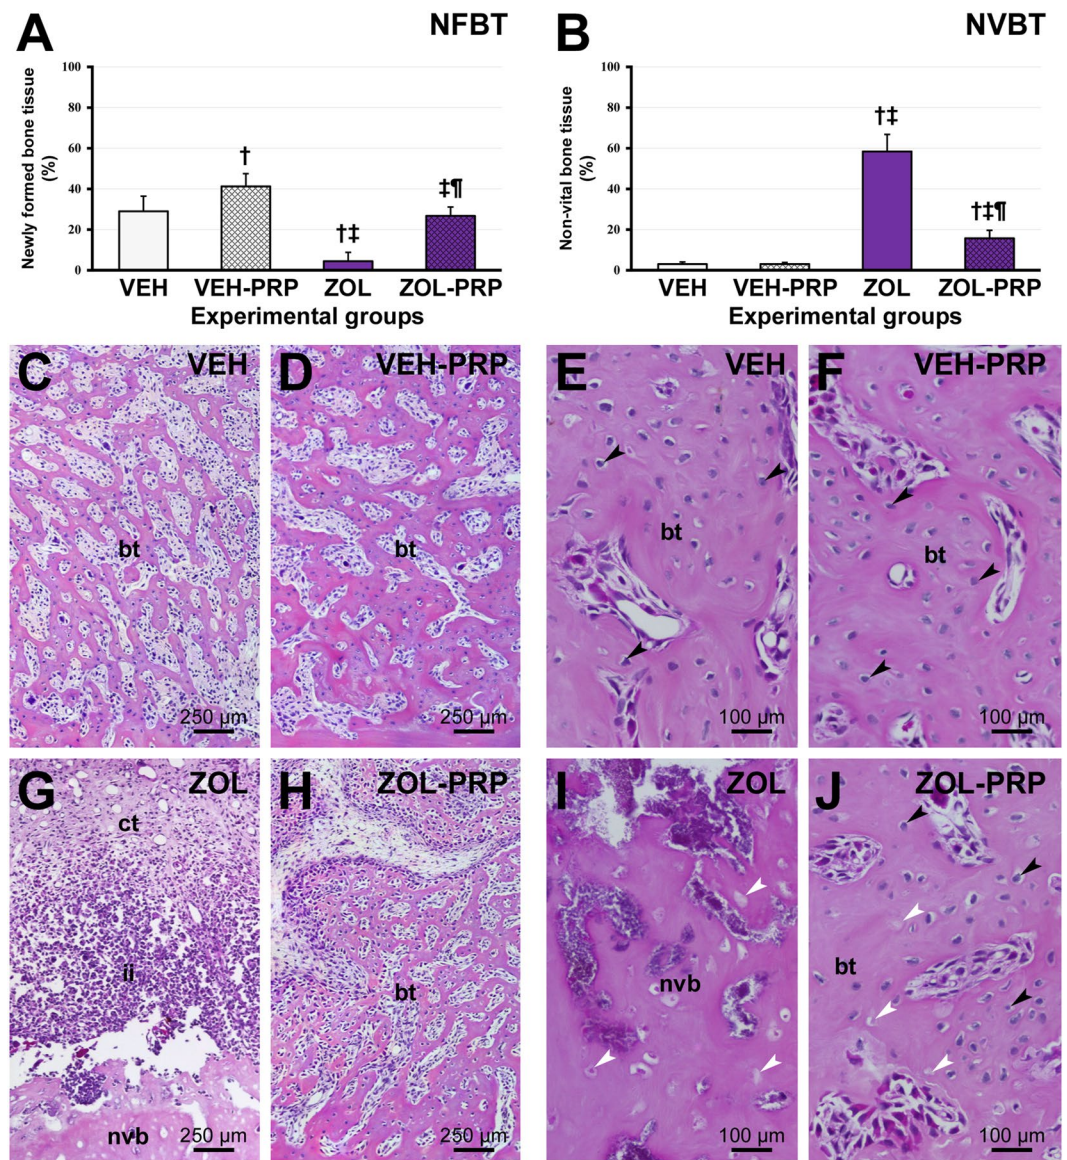 A
NFBT
Newly formed bone tissue
(%)
100
80
60
40
20
0
†
†‡
‡¶
VEH
VEH-PRP
ZOL
ZOL-PRP
Experimental groups
B
NVBT
Non-vital bone tissue
(%)
100
80
60
40
20
0
†‡
†‡¶
VEH
VEH-PRP
ZOL
ZOL-PRP
Experimental groups
C
VEH
bt
250 µm
D
VEH-PRP
bt
250 µm
E
VEH
bt
100 µm
F
VEH-PRP
bt
100 µm
G
ZOL
ct
ii
nvb
250 µm
H
ZOL-PRP
bt
250 µm
I
ZOL
nvb
100 µm
J
ZOL-PRP
bt
100 µm